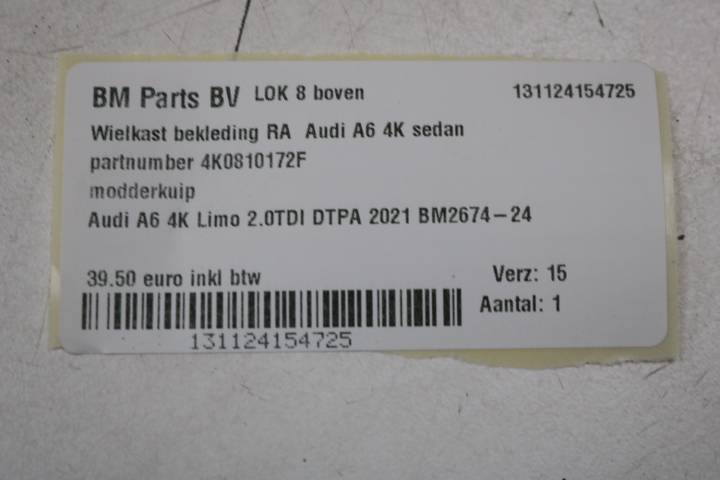 BM Parts BV LOK 8 boven 131124154725
Wielkast bekleding RA Audi A6 4K sedan
partnumber 4K0810172F
modderkuip
Audi A6 4K Limo 2.0TDI DTPA 2021 BM2674-24
39.50 euro inkl btw Verz: 15
Aantal: 1
131124154725